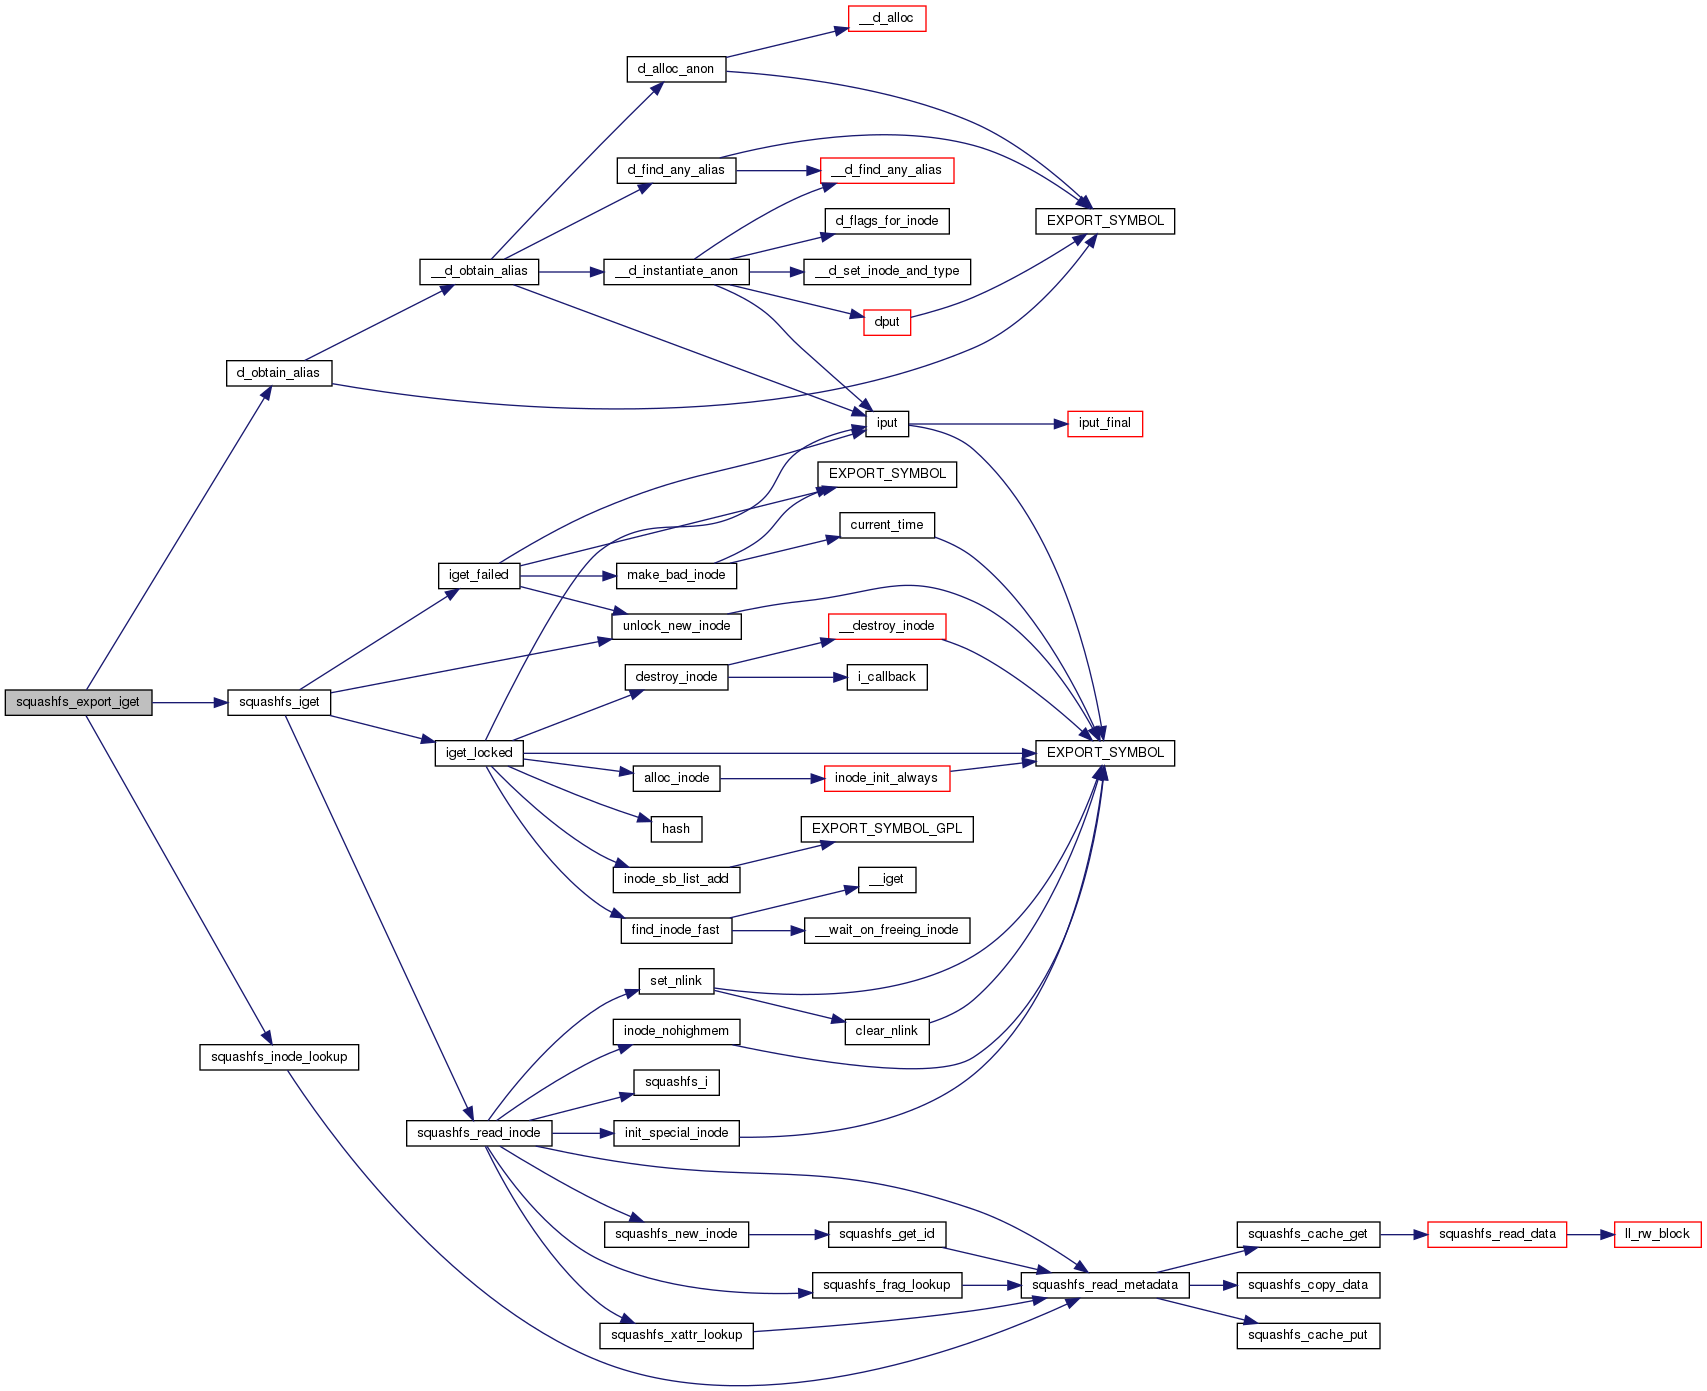 __d_alloc
d_alloc_anon
d_find_any_alias
__d_find_any_alias
d_flags_for_inode
EXPORT_SYMBOL
__d_obtain_alias
__d_instantiate_anon
__d_set_inode_and_type
dput
d_obtain_alias
iput
iput_final
EXPORT_SYMBOL
current_time
iget_failed
make_bad_inode
unlock_new_inode
__destroy_inode
destroy_inode
i_callback
squashfs_export_iget
squashfs_iget
iget_locked
EXPORT_SYMBOL
alloc_inode
inode_init_always
hash
EXPORT_SYMBOL_GPL
inode_sb_list_add
__iget
find_inode_fast
__wait_on_freeing_inode
set_nlink
inode_nohighmem
clear_nlink
squashfs_inode_lookup
squashfs_i
squashfs_read_inode
init_special_inode
squashfs_new_inode
squashfs_get_id
squashfs_cache_get
squashfs_read_data
ll_rw_block
squashfs_frag_lookup
squashfs_read_metadata
squashfs_copy_data
squashfs_xattr_lookup
squashfs_cache_put